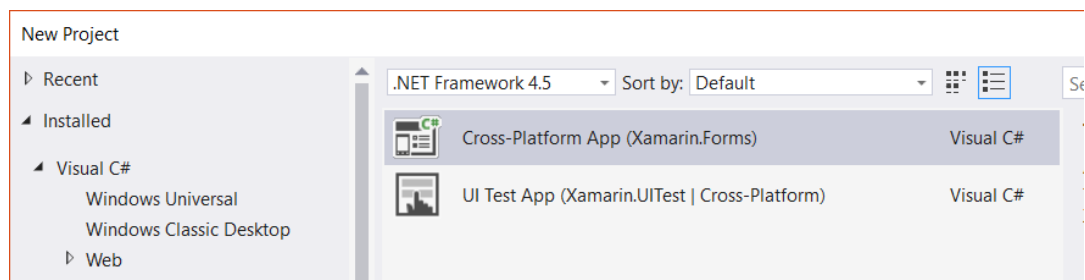 New Project
Recent
Installed
Visual C#
Windows Universal
Windows Classic Desktop
Web
.NET Framework 4.5 Sort by: Default
C# Cross-Platform App (Xamarin.Forms) Visual C#
UI Test App (Xamarin.UITest | Cross-Platform) Visual C#